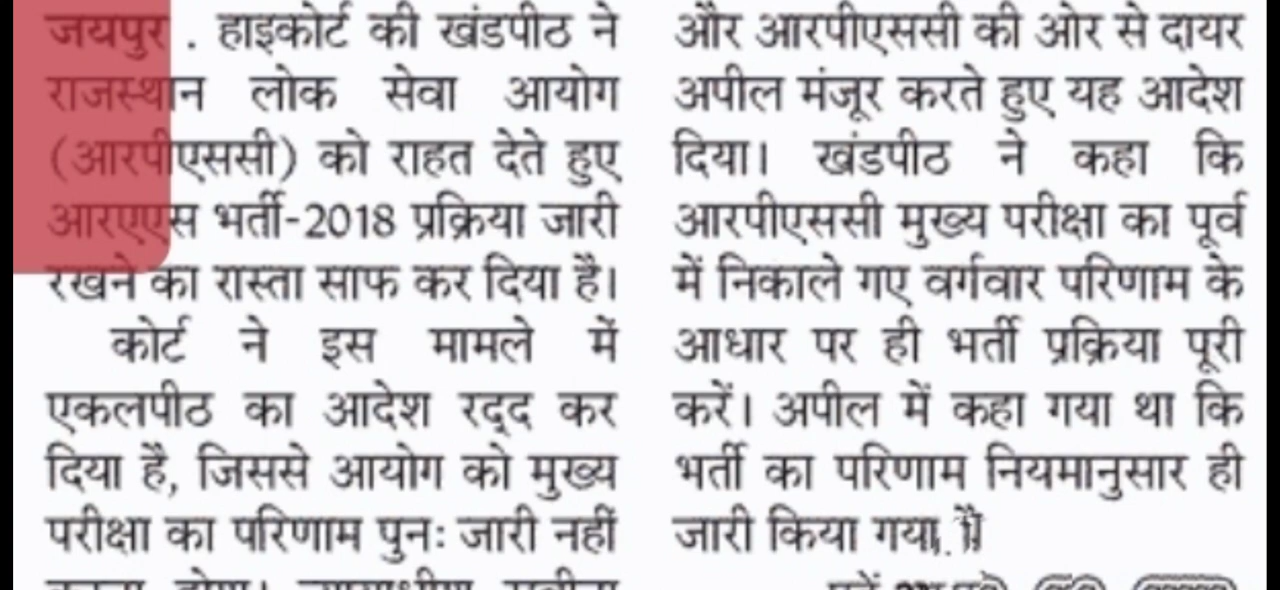 जयपुर . हाइकोर्ट की खंडपीठ ने
राजस्थान लोक सेवा आयोग
(आरपीएससी) को राहत देते हुए
आरएएस भर्ती-2018 प्रक्रिया जारी
रखने का रास्ता साफ कर दिया है।
कोर्ट ने इस मामले में
एकलपीठ का आदेश रद्द कर
दिया है, जिससे आयोग को मुख्य
परीक्षा का परिणाम पुनः जारी नहीं
और आरपीएससी की ओर से दायर
अपील मंजूर करते हुए यह आदेश
दिया। खंडपीठ ने कहा कि
आरपीएससी मुख्य परीक्षा का पूर्व
में निकाले गए वर्गवार परिणाम के
आधार पर ही भर्ती प्रक्रिया पूरी
करें। अपील में कहा गया था कि
भर्ती का परिणाम नियमानुसार ही
जारी किया गया